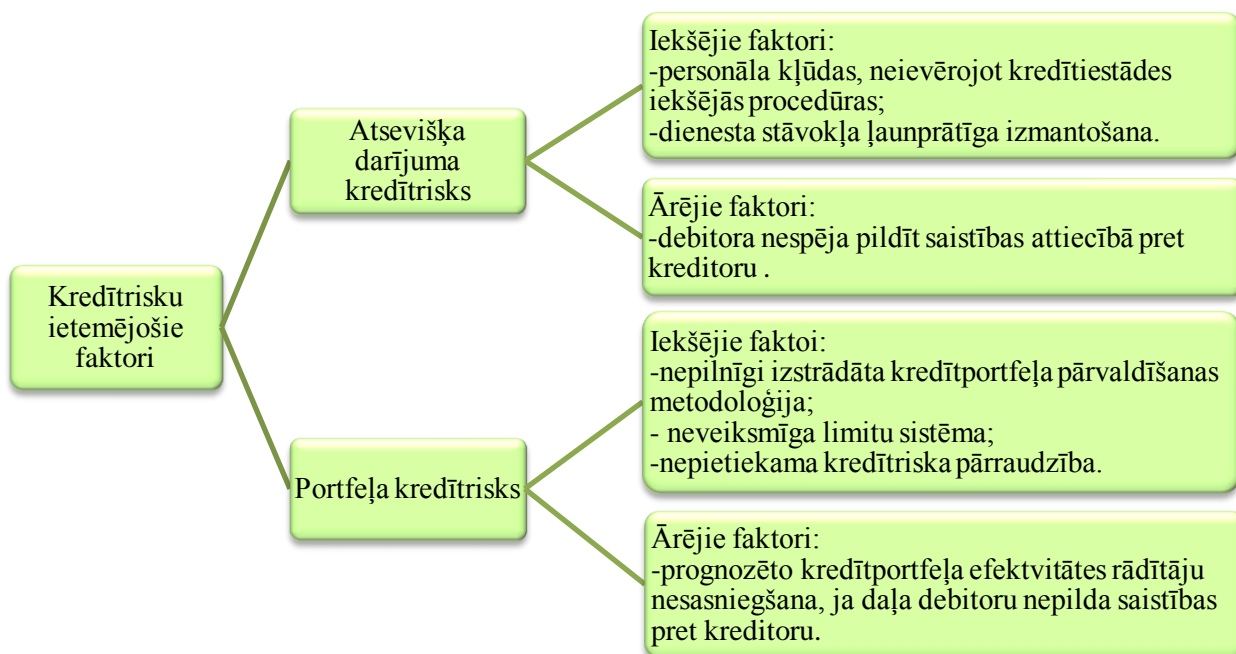 Kredītrisku
ietemējošie
faktori
Atsevišķa
darījuma
kredītrisks
Iekšējie faktori:
-personāla kļūdas, neievērojot kredītiestādes
iekšējās procedūras;
-dienesta stāvokļa ļaunprātīga izmantošana.
Ārējie faktori:
-debitora nespēja pildīt saistības attiecībā pret
kreditoru .
Portfeļa kredītrisks
Iekšējie faktoi:
-nepilnīgi izstrādāta kredītportfeļa pārvaldīšanas
metodoloģija;
- neveiksmīga limitu sistēma;
-nepietiekama kredītriska pārraudzība.
Ārējie faktori:
-prognozēto kredītportfeļa efektvitātes rādītāju
nesasniegšana, ja daļa debitoru nepilda saistības
pret kreditoru.